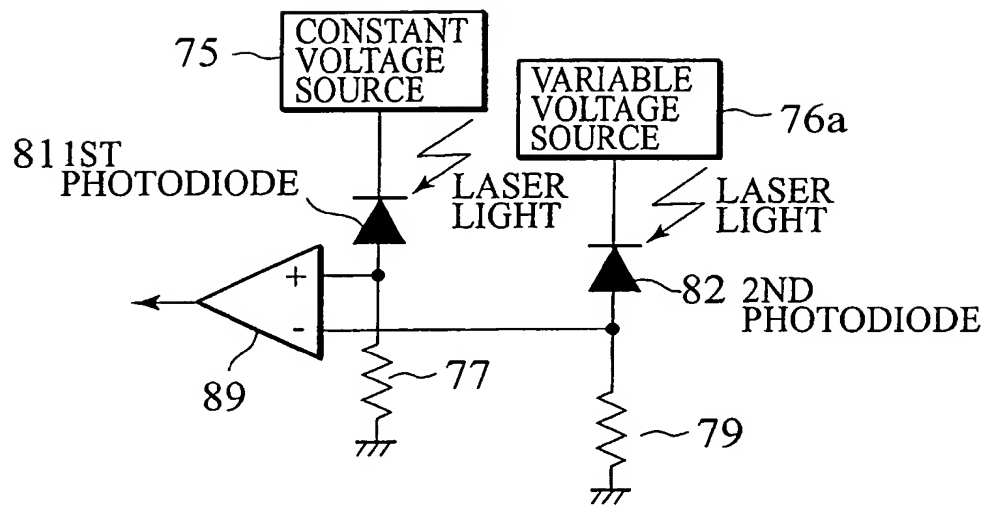 75
CONSTANT
VOLTAGE
SOURCE
VARIABLE
VOLTAGE
SOURCE
76a
81 1ST
PHOTODIODE
LASER
LIGHT
LASER
LIGHT
+
-
82 2ND
PHOTODIODE
89
77
79